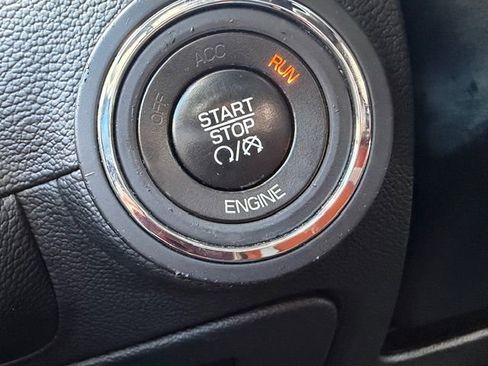 OFF
ACC
RUN
START
STOP
ENGINE